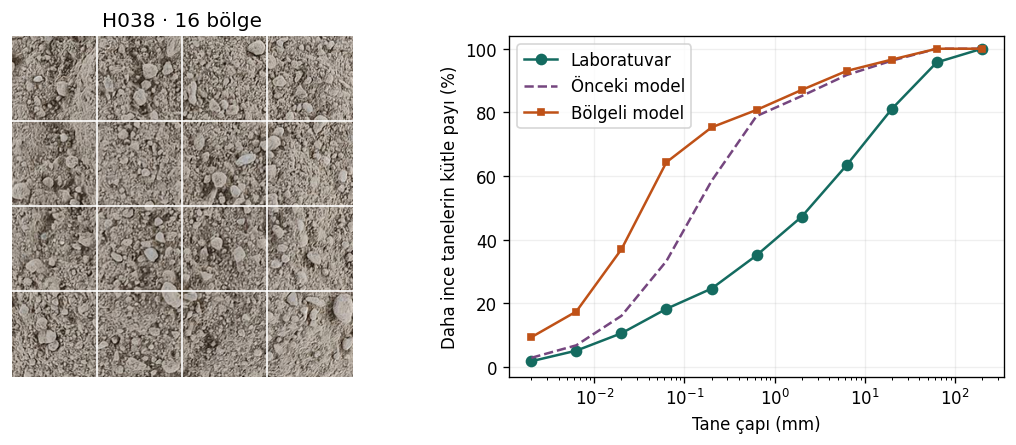 H038 · 16 bölge
Daha ince tanelerin kütle payı (%)
100
80
60
40
20
0
Laboratuvar
Önceki model
Bölgeli model
10⁻² 10⁻¹ 10⁰ 10¹ 10²
Tane çapı (mm)